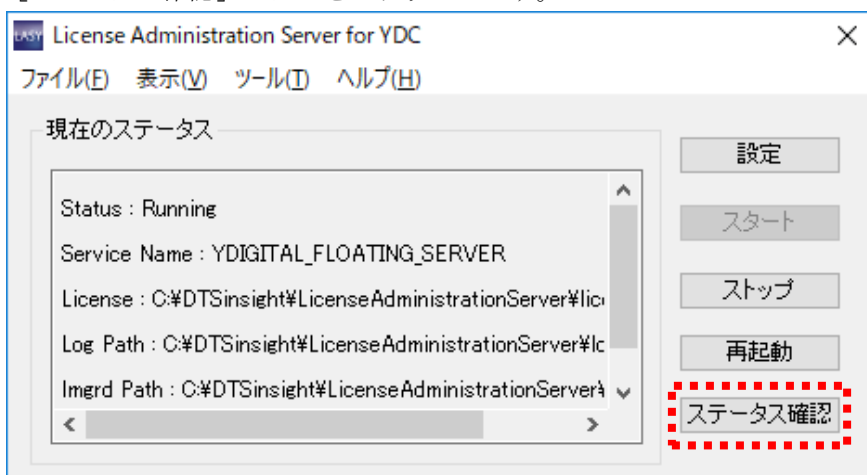 License Administration Server for YDC
ファイル(F) 表示(V) ツール(T) ヘルプ(H)
現在のステータス
Status : Running
Service Name : YDIGITAL_FLOATING_SERVER
License : C:¥DTSinsight¥LicenseAdministrationServer¥lic
Log Path : C:¥DTSinsight¥LicenseAdministrationServer¥lo
lmgrd Path : C:¥DTSinsight¥LicenseAdministrationServer¥
設定
スタート
ストップ
再起動
ステータス確認